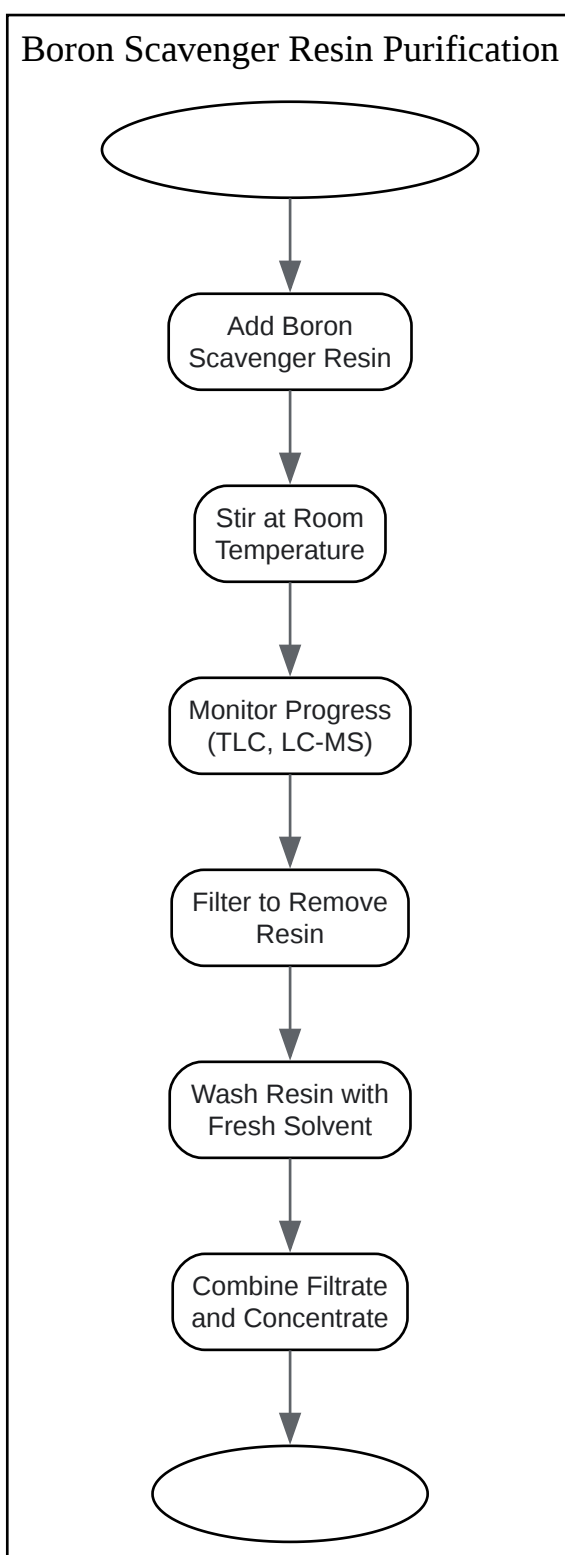 Boron Scavenger Resin Purification
Add Boron
Scavenger Resin
Stir at Room
Temperature
Monitor Progress
(TLC, LC-MS)
Filter to Remove
Resin
Wash Resin with
Fresh Solvent
Combine Filtrate
and Concentrate